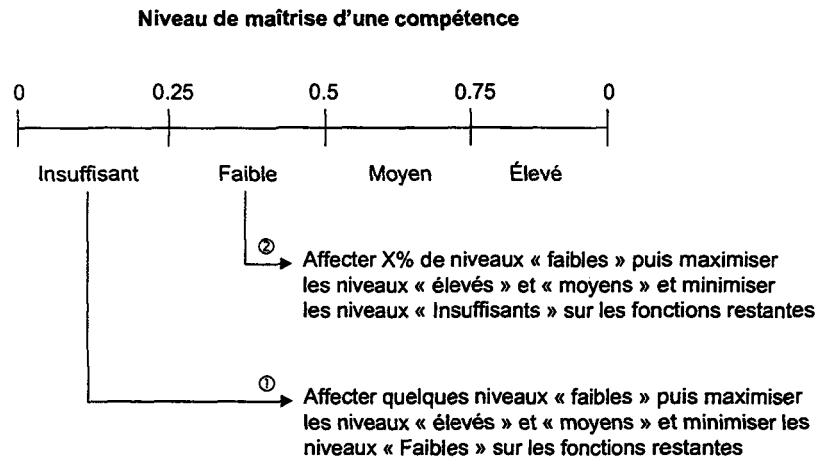 Niveau de maîtrise d'une compétence
0 0.25 0.5 0.75 0
Insuffisant Faible Moyen Élevé
② Affecter X% de niveaux « faibles » puis maximiser
les niveaux « élevés » et « moyens » et minimiser
les niveaux « Insuffisants » sur les fonctions restantes
① Affecter quelques niveaux « faibles » puis maximiser
les niveaux « élevés » et « moyens » et minimiser les
niveaux « Faibles » sur les fonctions restantes